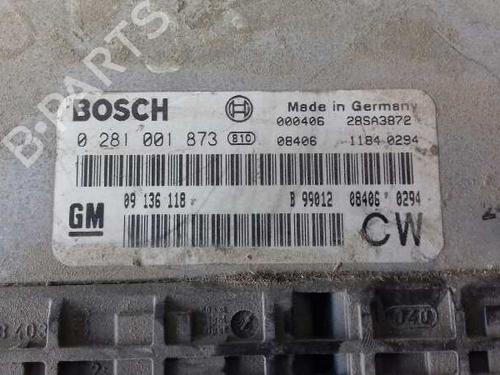 BOSCH
Made in Germany
000406 28SA3872
0 281 001 873 810 08406 1184 0294
09 136 118 B 99012 08406 0294
GM CW
B-PARTS
040